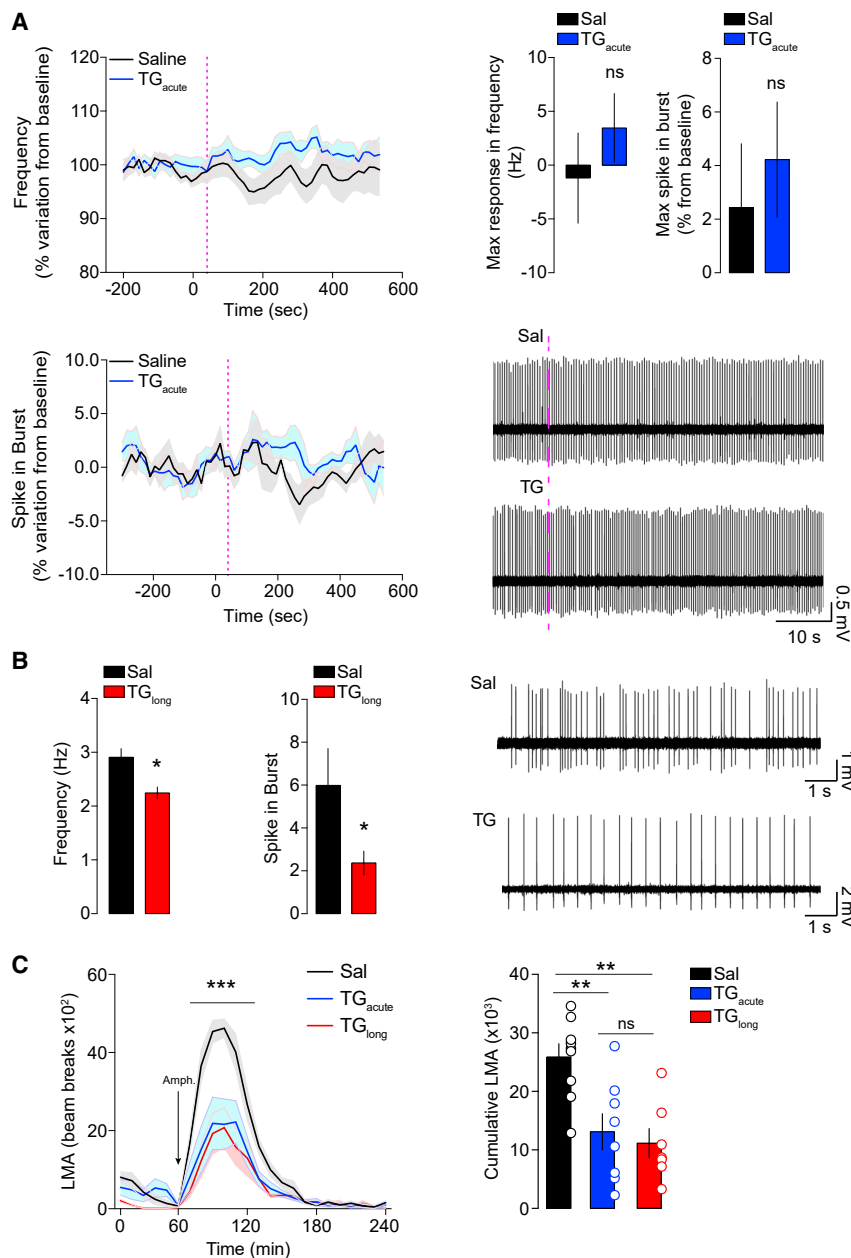 A
Saline
TGacute
120
110
100
90
80
Frequency
(% variation from baseline)
-200
0
200
400
600
Time (sec)
Sal
TGacute
10
5
0
-5
-10
Max response in frequency
(Hz)
ns
Sal
TGacute
8
6
4
2
0
Max spike in burst
(% from baseline)
ns
Saline
TGacute
10.0
5.0
0.0
-5.0
-10.0
Spike in Burst
(% variation from baseline)
-200
0
200
400
600
Time (sec)
Sal
TG
0.5 mV
10 s
B
Sal
TGlong
4
3
2
1
0
Frequency (Hz)
*
Sal
TGlong
10
8
6
4
2
0
Spike in Burst
*
Sal
1 mV
1 s
TG
2 mV
1 s
C
60
40
20
0
LMA (beam breaks x10²)
***
Sal
TGacute
TGlong
Amph.
0
60
120
180
240
Time (min)
40
30
20
10
0
Cumulative LMA (x10³)
**
**
ns
Sal
TGacute
TGlong